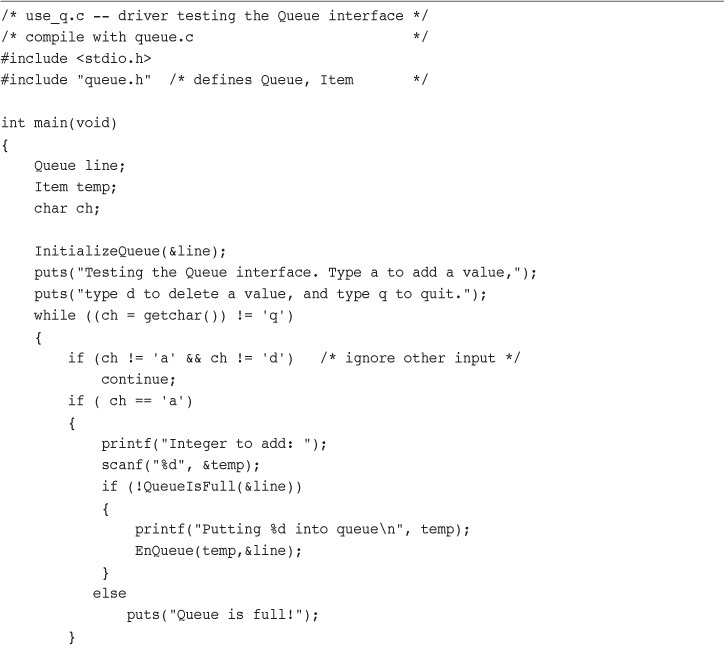 /* use_q.c -- driver testing the Queue interface */
/* compile with queue.c                          */
#include <stdio.h>
#include "queue.h"  /* defines Queue, Item       */

int main(void)
{
    Queue line;
    Item temp;
    char ch;

    InitializeQueue(&line);
    puts("Testing the Queue interface. Type a to add a value,");
    puts("type d to delete a value, and type q to quit.");
    while ((ch = getchar()) != 'q')
    {
        if (ch != 'a' && ch != 'd')   /* ignore other input */
            continue;
        if ( ch == 'a')
        {
            printf("Integer to add: ");
            scanf("%d", &temp);
            if (!QueueIsFull(&line))
            {
                printf("Putting %d into queue\n", temp);
                EnQueue(temp,&line);
            }
           else
               puts("Queue is full!");
        }